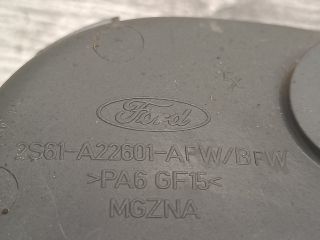 Ford
2S61-A22601-AFW/BFW
>PA6 GF15<
MGZNA